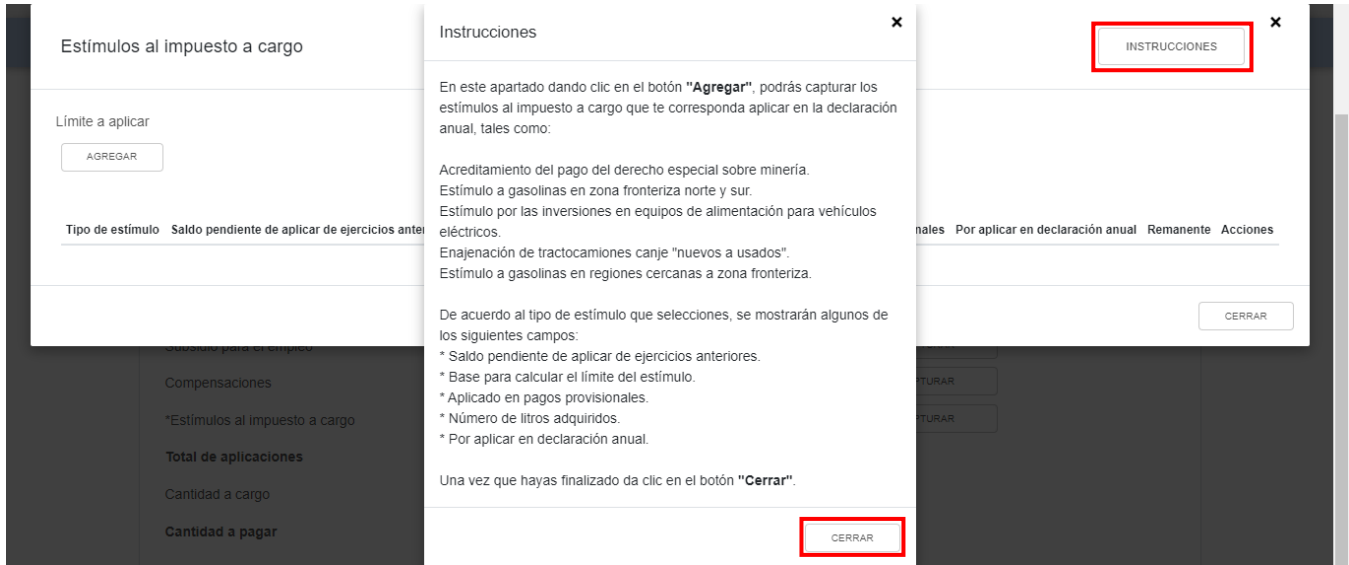 Estímulos al impuesto a cargo
INSTRUCCIONES
Límite a aplicar
AGREGAR
Tipo de estímulo Saldo pendiente de aplicar de ejercicios
Por aplicar en declaración anual Remanente Acciones
CERRAR
Instrucciones
En este apartado dando clic en el botón "Agregar", podrás capturar los
estímulos al impuesto a cargo que te corresponda aplicar en la declaración
anual, tales como:
Acreditamiento del pago del derecho especial sobre minería.
Estímulo a gasolinas en zona fronteriza norte y sur.
Estímulo por las inversiones en equipos de alimentación para vehículos
eléctricos.
Enajenación de tractocamiones canje "nuevos a usados".
Estímulo a gasolinas en regiones cercanas a zona fronteriza.
De acuerdo al tipo de estímulo que selecciones, se mostrarán algunos de
los siguientes campos:
* Saldo pendiente de aplicar de ejercicios anteriores.
* Base para calcular el límite del estímulo.
* Aplicado en pagos provisionales.
* Número de litros adquiridos.
* Por aplicar en declaración anual.
Una vez que hayas finalizado da clic en el botón "Cerrar".
CERRAR
Subsidio para el empleo
Compensaciones
*Estímulos al impuesto a cargo
Total de aplicaciones
Cantidad a cargo
Cantidad a pagar